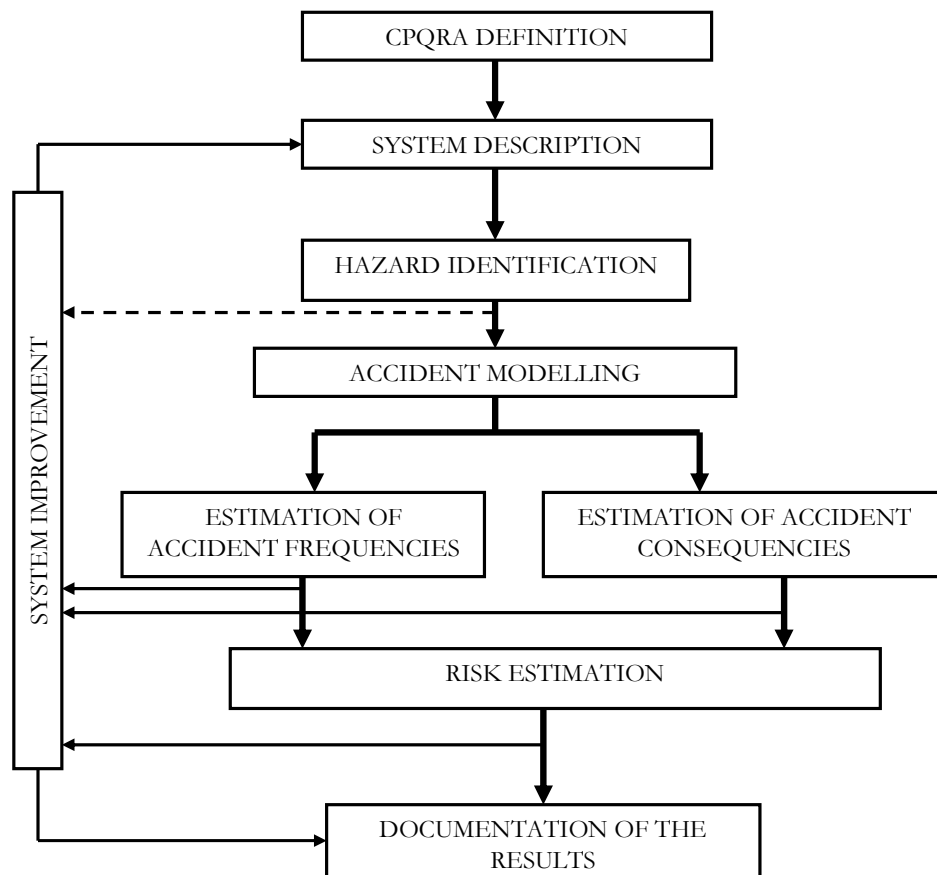 CPQRA DEFINITION
SYSTEM DESCRIPTION
HAZARD IDENTIFICATION
ACCIDENT MODELLING
SYSTEM IMPROVEMENT
ESTIMATION OF
ACCIDENT FREQUENCIES
ESTIMATION OF ACCIDENT
CONSEQUENCIES
RISK ESTIMATION
DOCUMENTATION OF THE
RESULTS